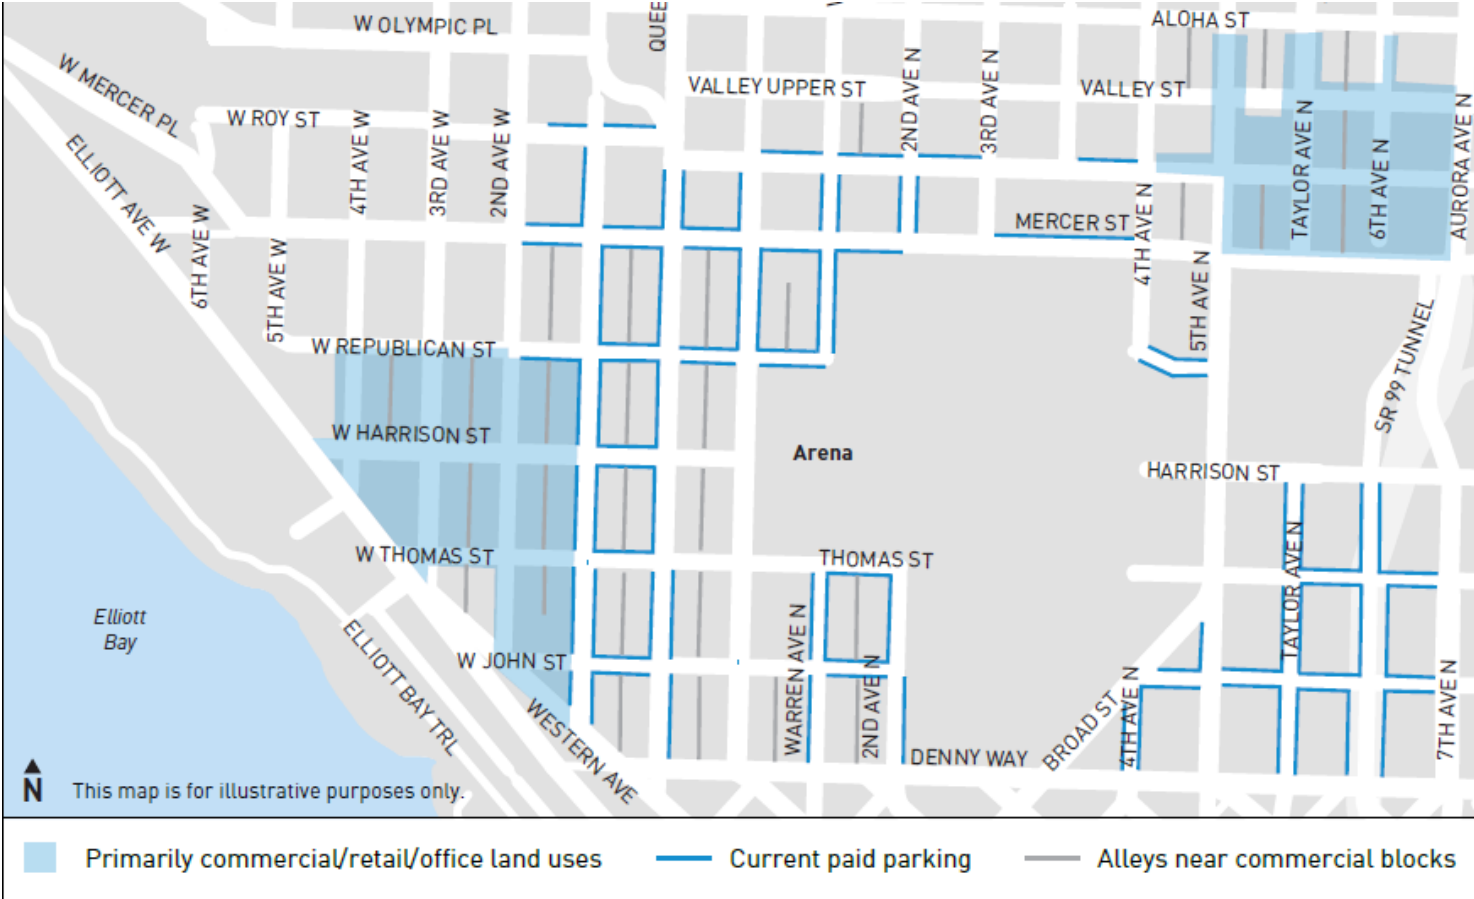 W OLYMPIC PL
QUEE
ALOHA ST
W MERCER PL
VALLEY UPPER ST
2ND AVE N
3RD AVE N
VALLEY ST
W ROY ST
4TH AVE W
3RD AVE W
2ND AVE W
TAYLOR AVE N
6TH AVE N
AURORA AVE N
ELLIOTT AVE W
6TH AVE W
5TH AVE W
MERCER ST
4TH AVE N
5TH AVE N
W REPUBLICAN ST
SR 99 TUNNEL
W HARRISON ST
Arena
HARRISON ST
W THOMAS ST
THOMAS ST
TAYLOR AVE N
Elliott
Bay
ELLIOTT BAY TRL
W JOHN ST
WARREN AVE N
2ND AVE N
WESTERN AVE
DENNY WAY
BROAD ST
4TH AVE N
7TH AVE N
N
This map is for illustrative purposes only.
Primarily commercial/retail/office land uses
Current paid parking
Alleys near commercial blocks